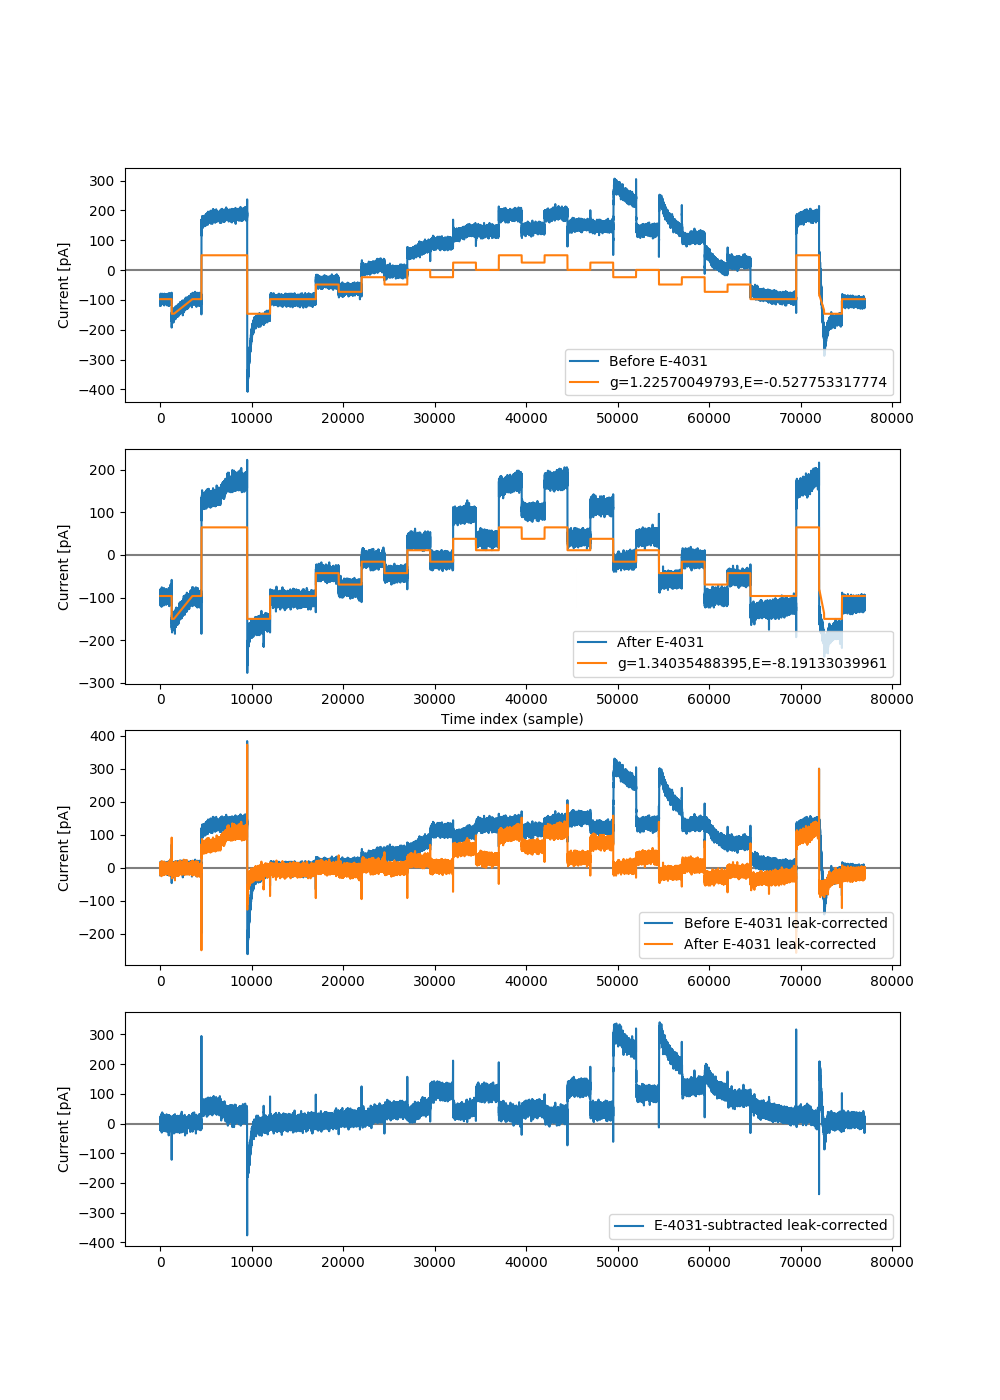 300
200
100
0
−100
−200
−300
−400
Current [pA]
Before E-4031
g=1.22570049793,E=-0.527753317774
0 10000 20000 30000 40000 50000 60000 70000 80000
200
100
0
−100
−200
−300
Current [pA]
After E-4031
g=1.34035488395,E=-8.19133039961
0 10000 20000 30000 40000 50000 60000 70000 80000
Time index (sample)
400
300
200
100
0
−100
−200
Current [pA]
Before E-4031 leak-corrected
After E-4031 leak-corrected
0 10000 20000 30000 40000 50000 60000 70000 80000
300
200
100
0
−100
−200
−300
−400
Current [pA]
E-4031-subtracted leak-corrected
0 10000 20000 30000 40000 50000 60000 70000 80000